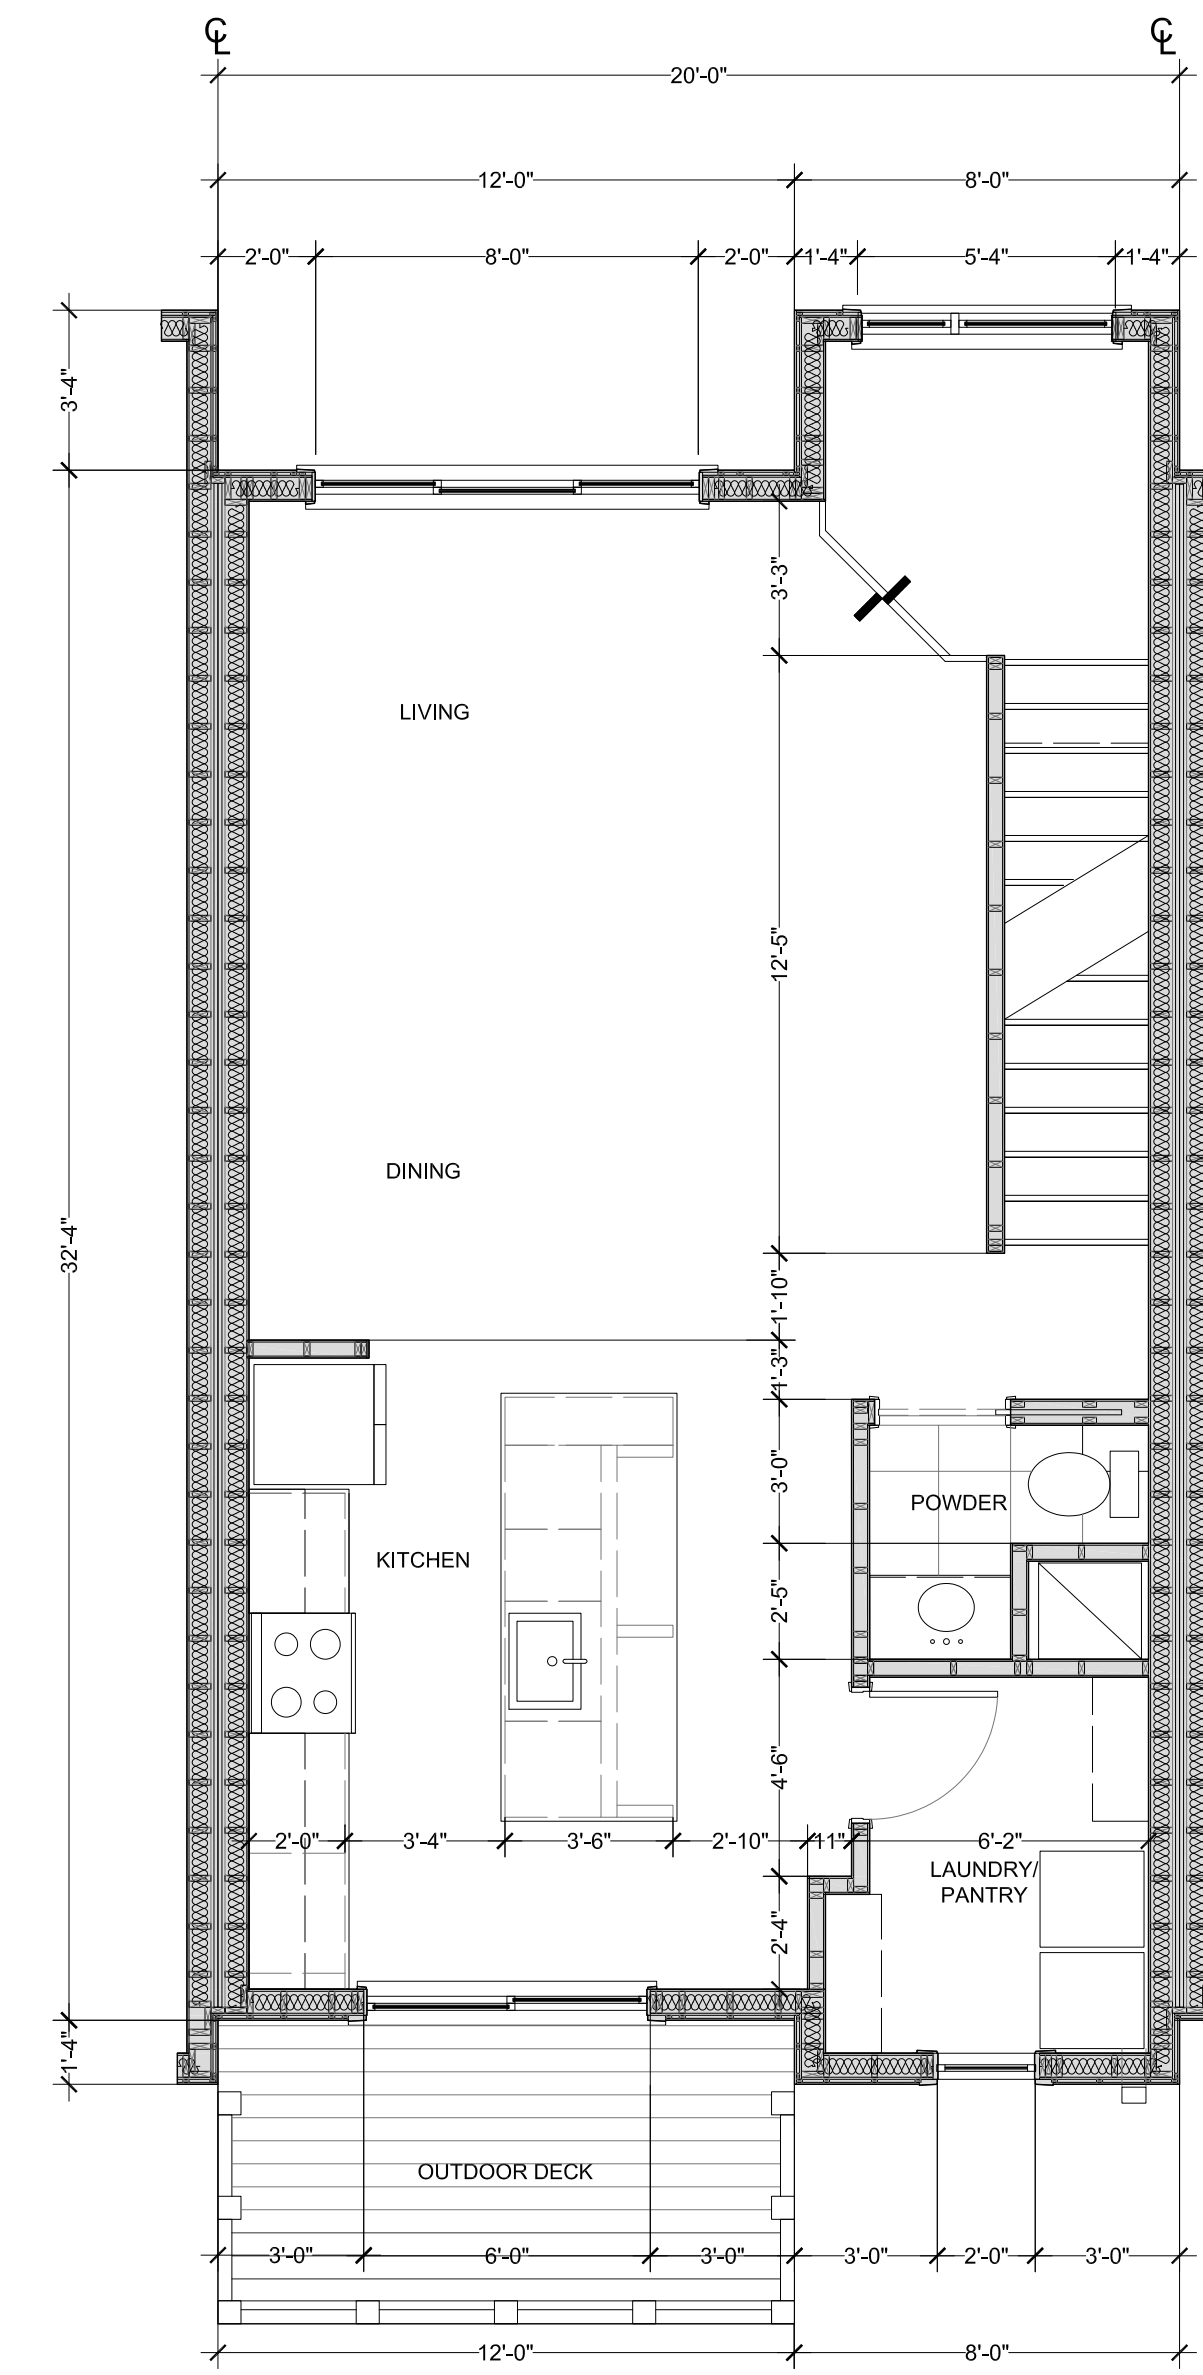 ℄ ℄
20'-0"
12'-0" 8'-0"
2'-0" 8'-0" 2'-0" 1'-4" 5'-4" 1'-4"
3'-4"
3'-3"
LIVING
12'-5"
DINING
32'-4"
1'-10"
1'-3"
3'-0"
POWDER
KITCHEN
2'-5"
4'-6"
2'-0" 3'-4" 3'-6" 2'-10" 11" 6'-2"
LAUNDRY/
PANTRY
2'-4"
1'-4"
OUTDOOR DECK
3'-0" 6'-0" 3'-0" 3'-0" 2'-0" 3'-0"
12'-0" 8'-0"